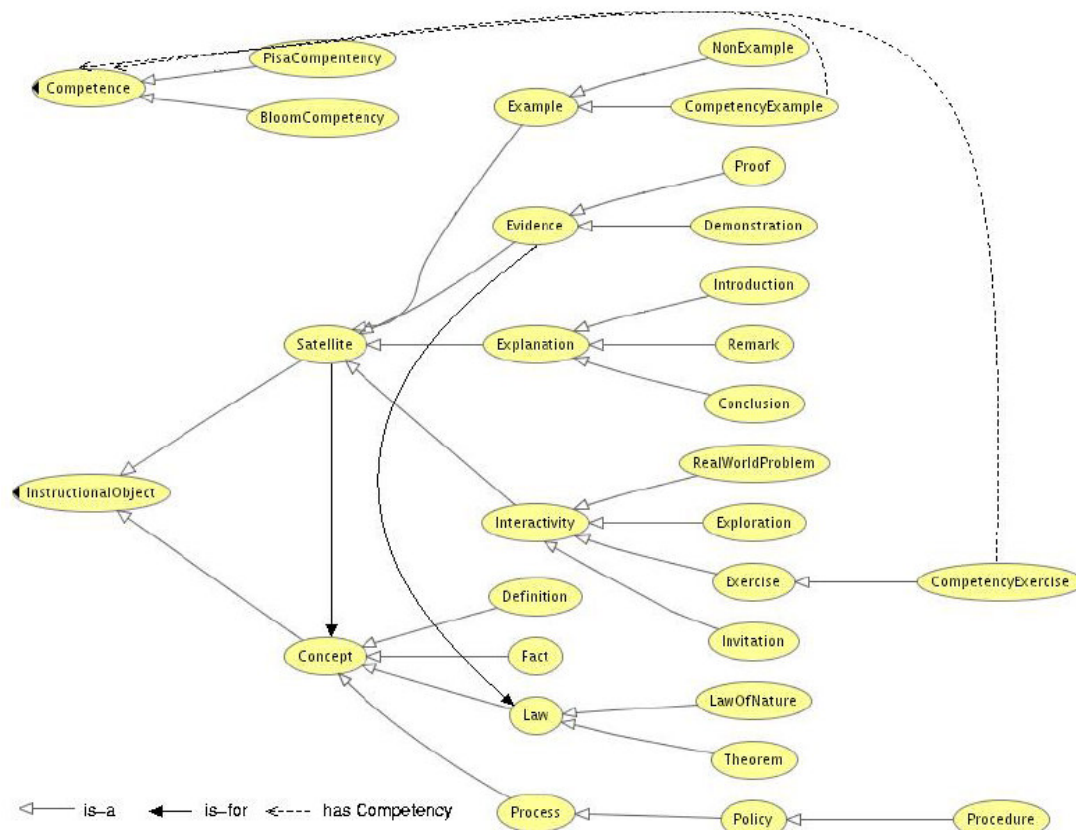 NonExample
PisaCompentency
Competence
Example
CompetencyExample
BloomCompetency
Proof
Evidence
Demonstration
Introduction
Satellite
Explanation
Remark
Conclusion
RealWorldProblem
InstructionalObject
Interactivity
Exploration
Exercise
CompetencyExercise
Definition
Invitation
Concept
Fact
LawOfNature
Law
Theorem
is-a
is-for
has Competency
Process
Policy
Procedure